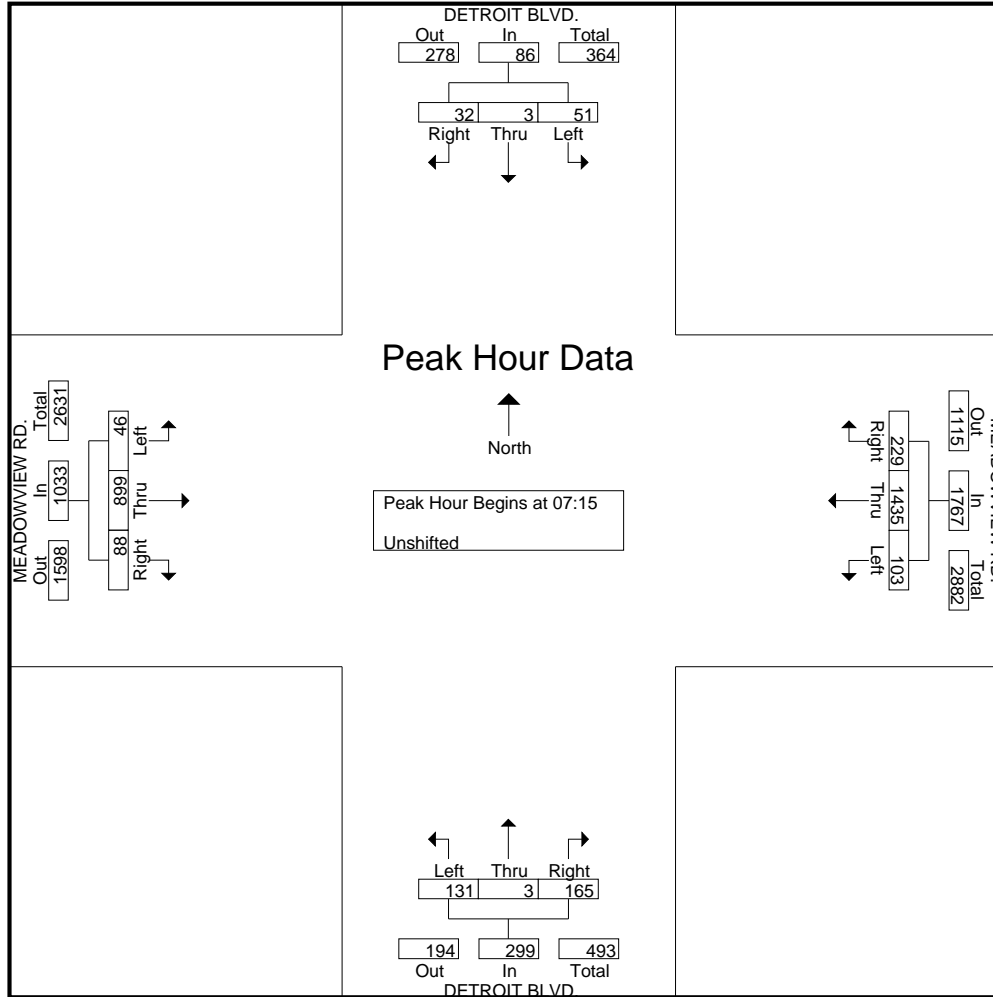 DETROIT BLVD.
Out In Total
278 86 364
32 3 51
Right Thru Left
Peak Hour Data
North
Peak Hour Begins at 07:15
Unshifted
MEADOWVIEW RD.
Total In Out
2631 1033 1598
46 899 88
Left Thru Right
MEADOWVIEW RD.
Out In Total
1115 1767 2882
229 1435 103
Right Thru Left
Left Thru Right
131 3 165
194 299 493
Out In Total
DETROIT BLVD.